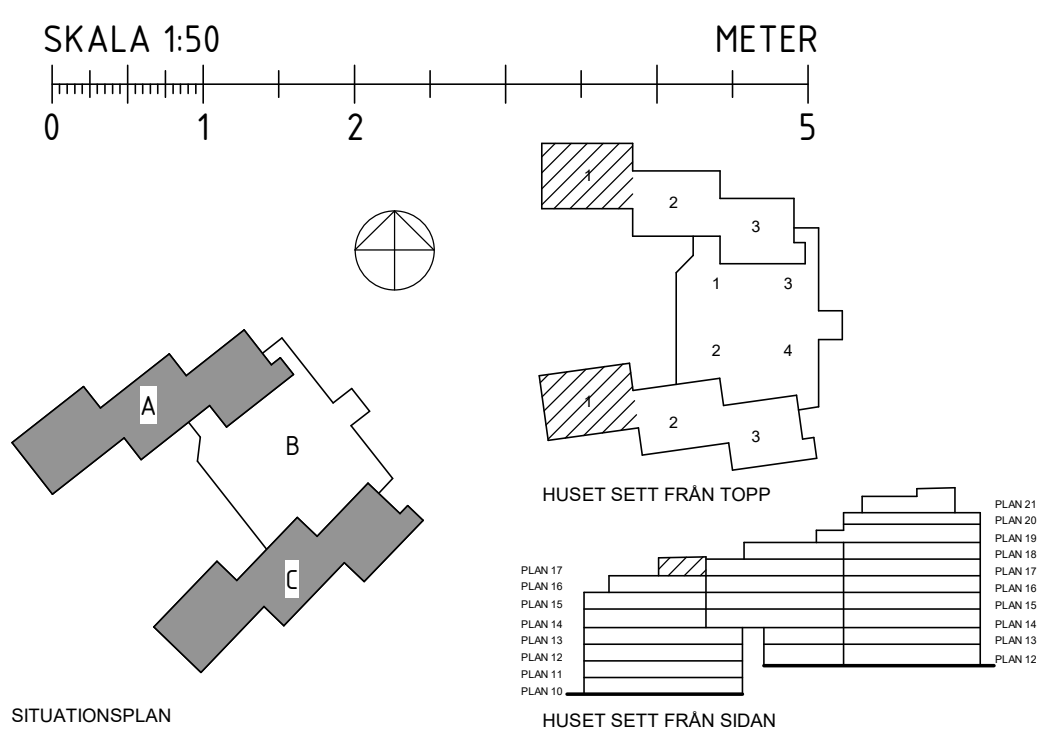 SKALA 1:50 METER
0 1 2 5
1
2
3
1 3
2 4
1
2
3
HUSET SETT FRÅN TOPP
A
B
C
SITUATIONSPLAN
PLAN 17
PLAN 16
PLAN 15
PLAN 14
PLAN 13
PLAN 12
PLAN 11
PLAN 10
PLAN 21
PLAN 20
PLAN 19
PLAN 18
PLAN 17
PLAN 16
PLAN 15
PLAN 14
PLAN 13
PLAN 12
HUSET SETT FRÅN SIDAN